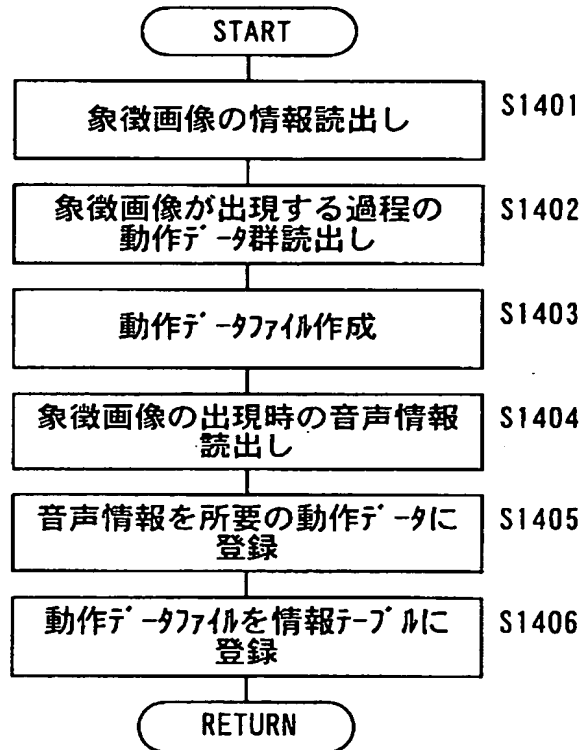 START
象徴画像の情報読出し
S1401
象徴画像が出現する過程の
動作ﾃﾞｰﾀ群読出し
S1402
動作ﾃﾞｰﾀﾌｧｲﾙ作成
S1403
象徴画像の出現時の音声情報
読出し
S1404
音声情報を所要の動作ﾃﾞｰﾀに
登録
S1405
動作ﾃﾞｰﾀﾌｧｲﾙを情報ﾃｰﾌﾞﾙに
登録
S1406
RETURN